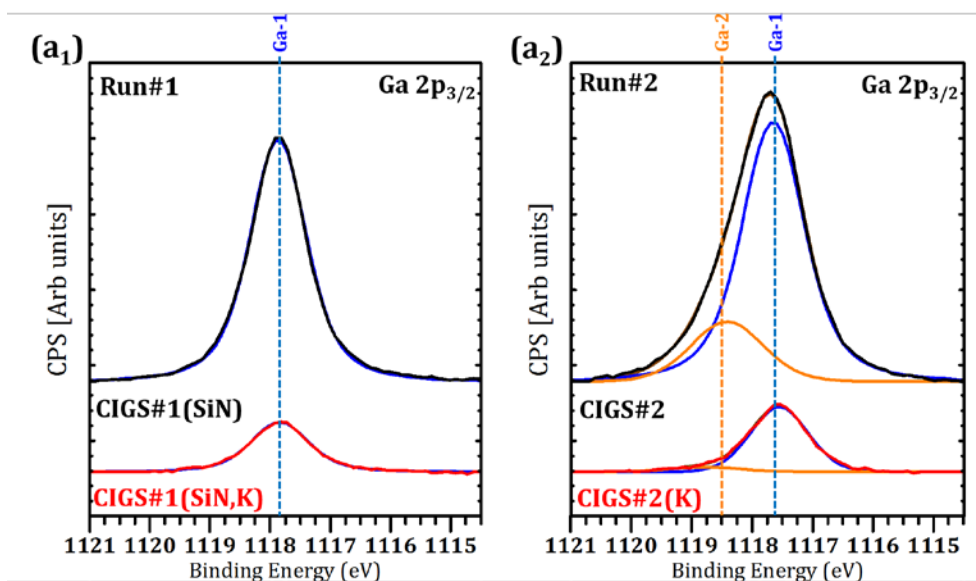 (a₁)
Ga-1
Run#1
Ga 2p₃/₂
CPS [Arb units]
CIGS#1(SiN)
CIGS#1(SiN,K)
1121 1120 1119 1118 1117 1116 1115
Binding Energy (eV)
(a₂)
Ga-2
Ga-1
Run#2
Ga 2p₃/₂
CPS [Arb units]
CIGS#2
CIGS#2(K)
1121 1120 1119 1118 1117 1116 1115
Binding Energy (eV)